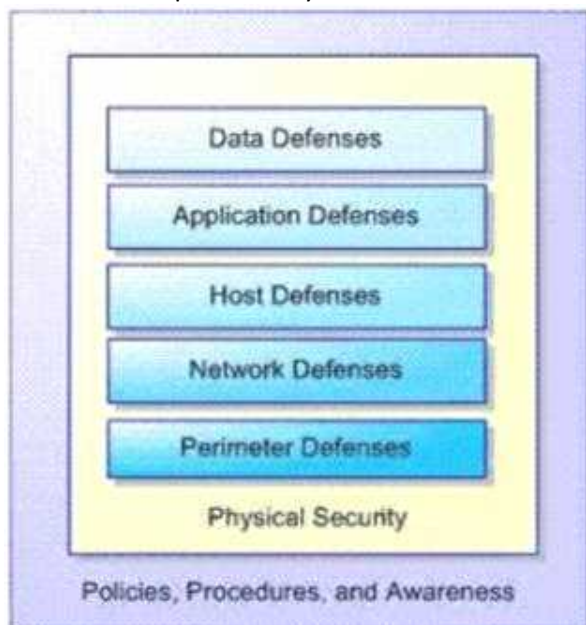 Data Defenses
Application Defenses
Host Defenses
Network Defenses
Perimeter Defenses
Physical Security
Policies, Procedures, and Awareness